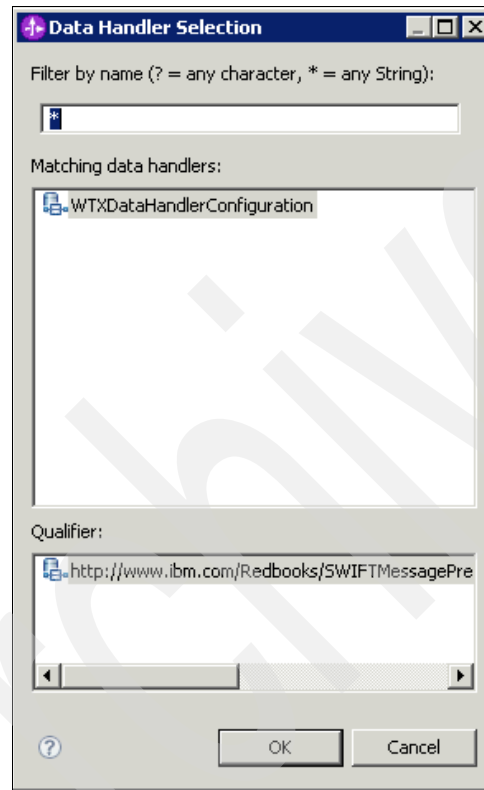 Data Handler Selection
Filter by name (? = any character, * = any String):
*
Matching data handlers:
WTXDataHandlerConfiguration
Qualifier:
http://www.ibm.com/Redbooks/SWIFTMessagePre
OK Cancel